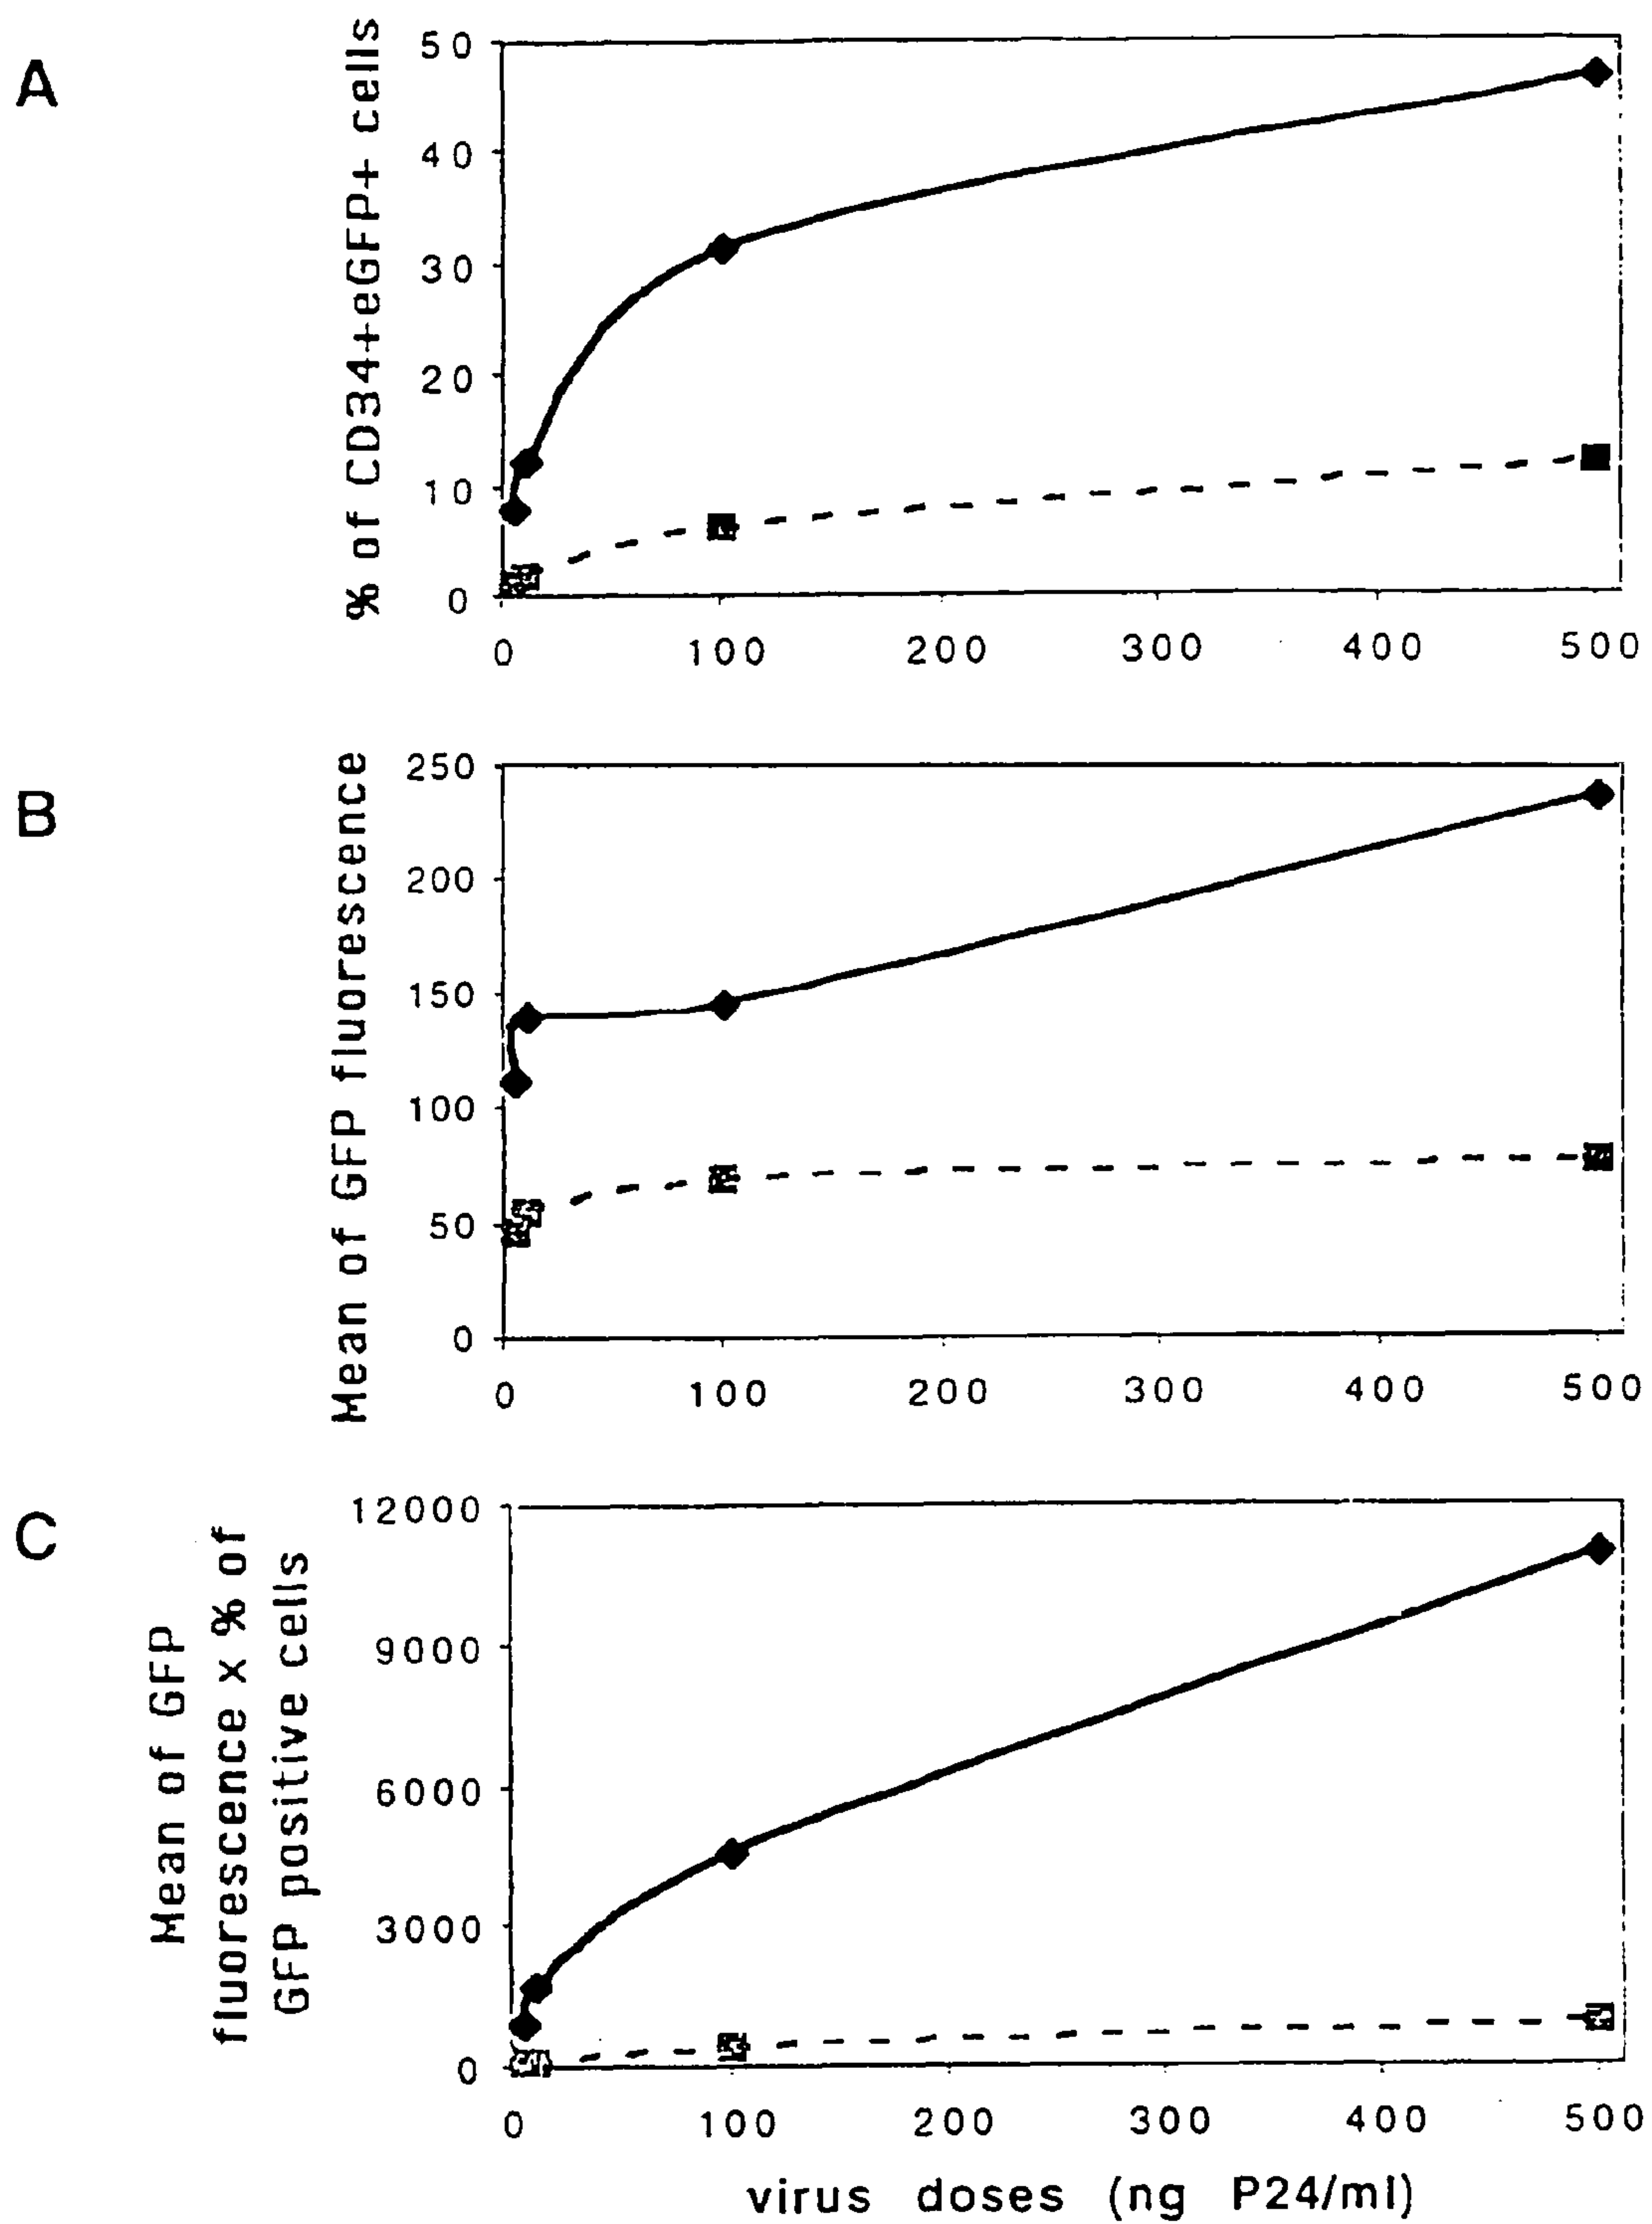 A
% of CD34+eGFP+ cells
50
40
30
20
10
0
0 100 200 300 400 500
B
Mean of GFP fluorescence
250
200
150
100
50
0
0 100 200 300 400 500
C
Mean of GFP
fluorescence x % of
GFP positive cells
12000
9000
6000
3000
0
0 100 200 300 400 500
virus doses (ng P24/ml)